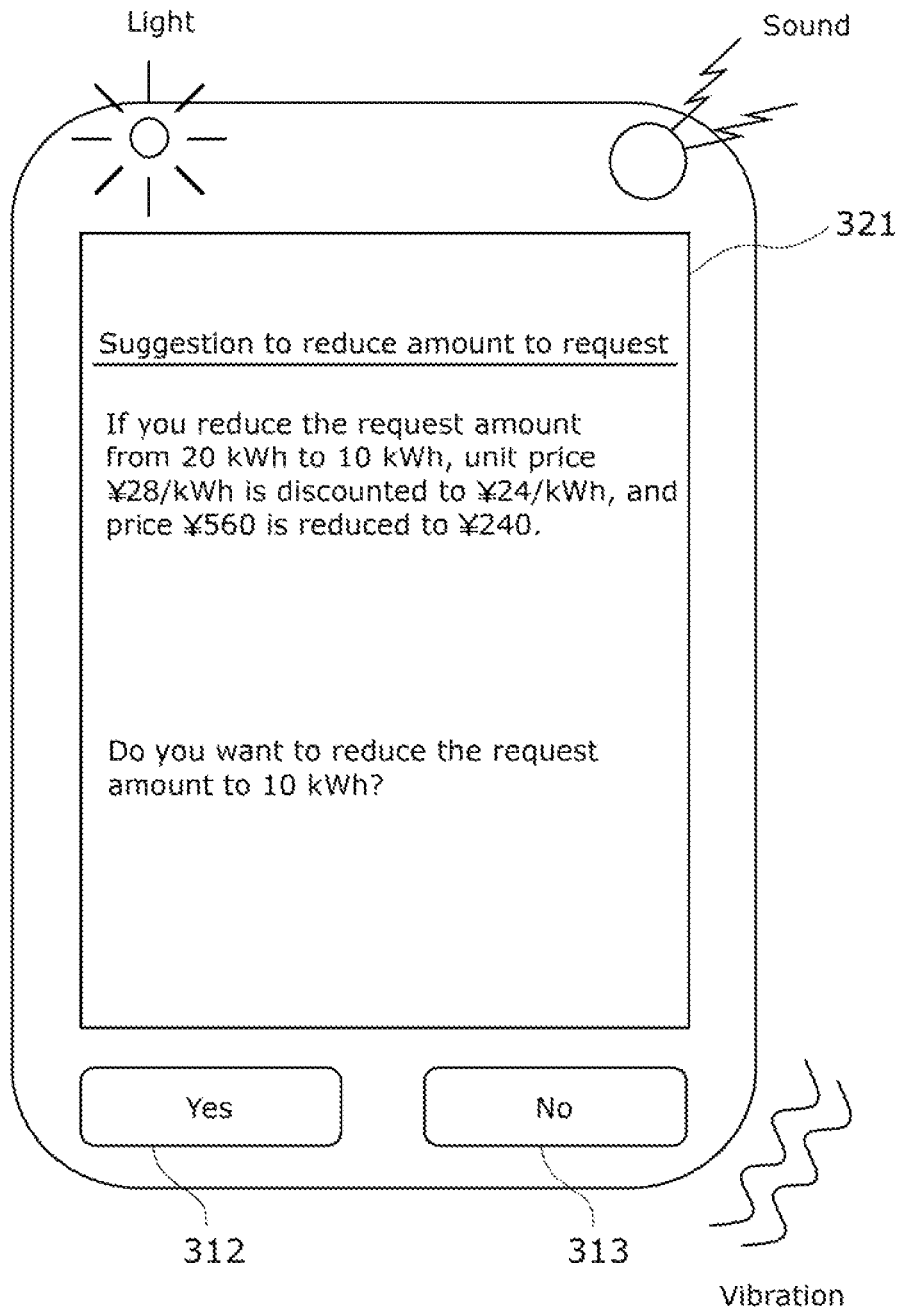 Light
Sound
321
Suggestion to reduce amount to request
If you reduce the request amount
from 20 kWh to 10 kWh, unit price
¥28/kWh is discounted to ¥24/kWh, and
price ¥560 is reduced to ¥240.
Do you want to reduce the request
amount to 10 kWh?
Yes
No
312
313
Vibration